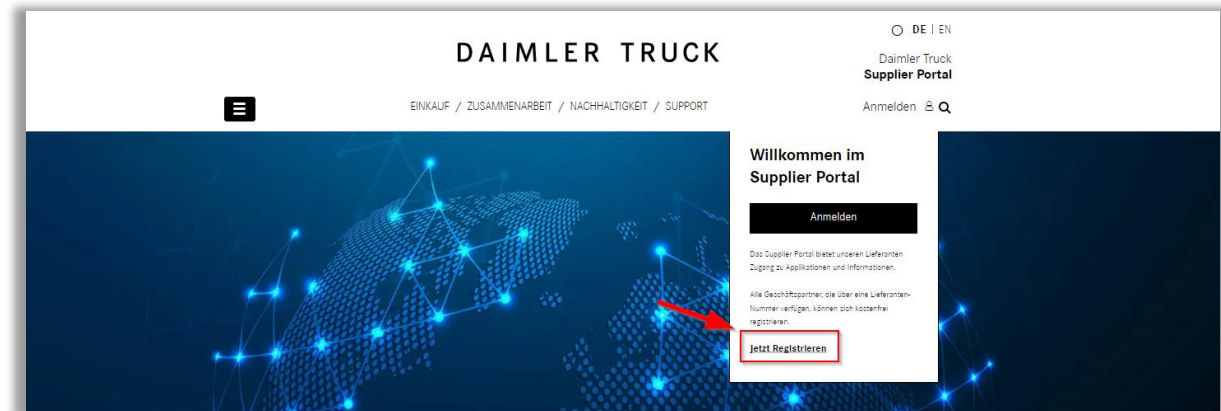 DE | EN
DAIMLER TRUCK
Daimler Truck
Supplier Portal
EINKAUF / ZUSAMMENARBEIT / NACHHALTIGKEIT / SUPPORT
Anmelden
Willkommen im
Supplier Portal
Anmelden
Das Supplier Portal bietet unseren Lieferanten
Zugang zu Applikationen und Informationen.
Alle Geschäftspartner, die über eine Lieferanten-
Nummer verfügen, können sich kostenfrei
registrieren.
Jetzt Registrieren